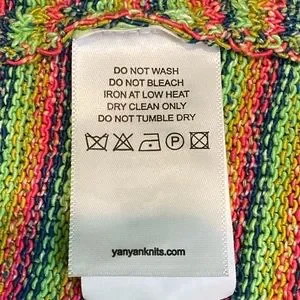 DO NOT WASH
DO NOT BLEACH
IRON AT LOW HEAT
DRY CLEAN ONLY
DO NOT TUMBLE DRY
P
yanyanknits.com